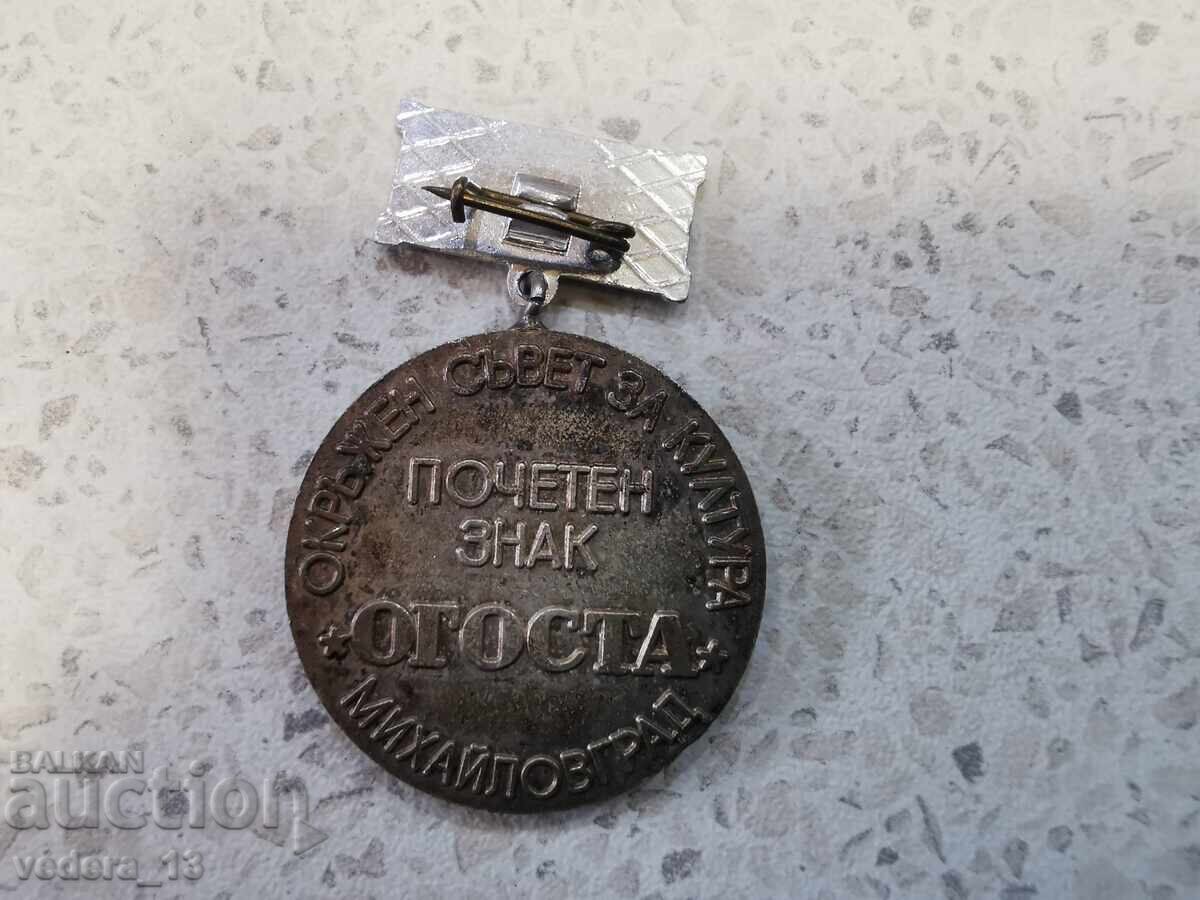 ОКРЪЖЕН СЪВЕТ ЗА КУЛТУРА
ПОЧЕТЕН
ЗНАК
ОГОСТА
МИХАЙЛОВГРАД
BALKAN
auction
vedera_13